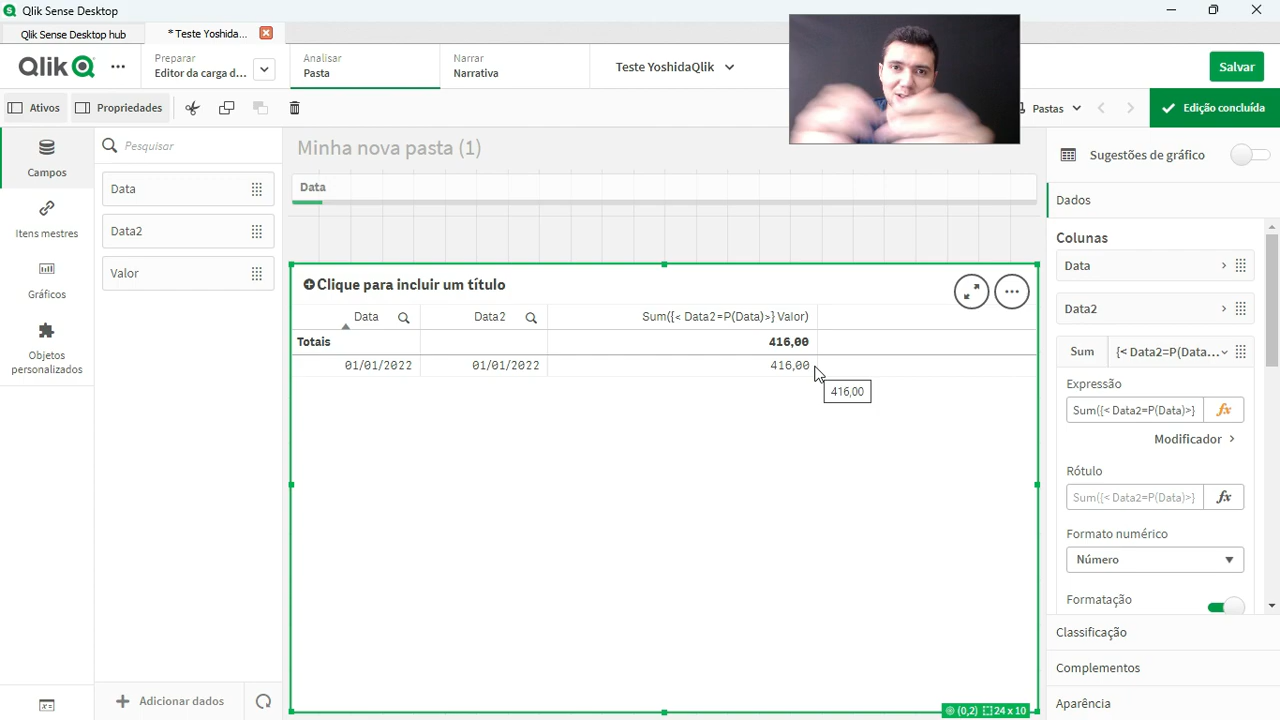 Qlik Sense Desktop
Qlik Sense Desktop hub
* Teste Yoshida...
Qlik
Preparar
Editor da carga d...
Analisar
Pasta
Narrar
Narrativa
Teste YoshidaQlik
Salvar
Ativos
Propriedades
Pastas
Edição concluída
Campos
Itens mestres
Gráficos
Objetos
personalizados
Pesquisar
Data
Data2
Valor
Adicionar dados
Minha nova pasta (1)
Data
Clique para incluir um título
Data
Data2
Sum({< Data2=P(Data)>} Valor)
Totais
416,00
01/01/2022
01/01/2022
416,00
416,00
Sugestões de gráfico
Dados
Colunas
Data
Data2
Sum
{< Data2=P(Data...
Expressão
Sum({< Data2=P(Data)>}
fx
Modificador
Rótulo
Sum({< Data2=P(Data)>}
fx
Formato numérico
Número
Formatação
Classificação
Complementos
Aparência
(0,2)
24 x 10